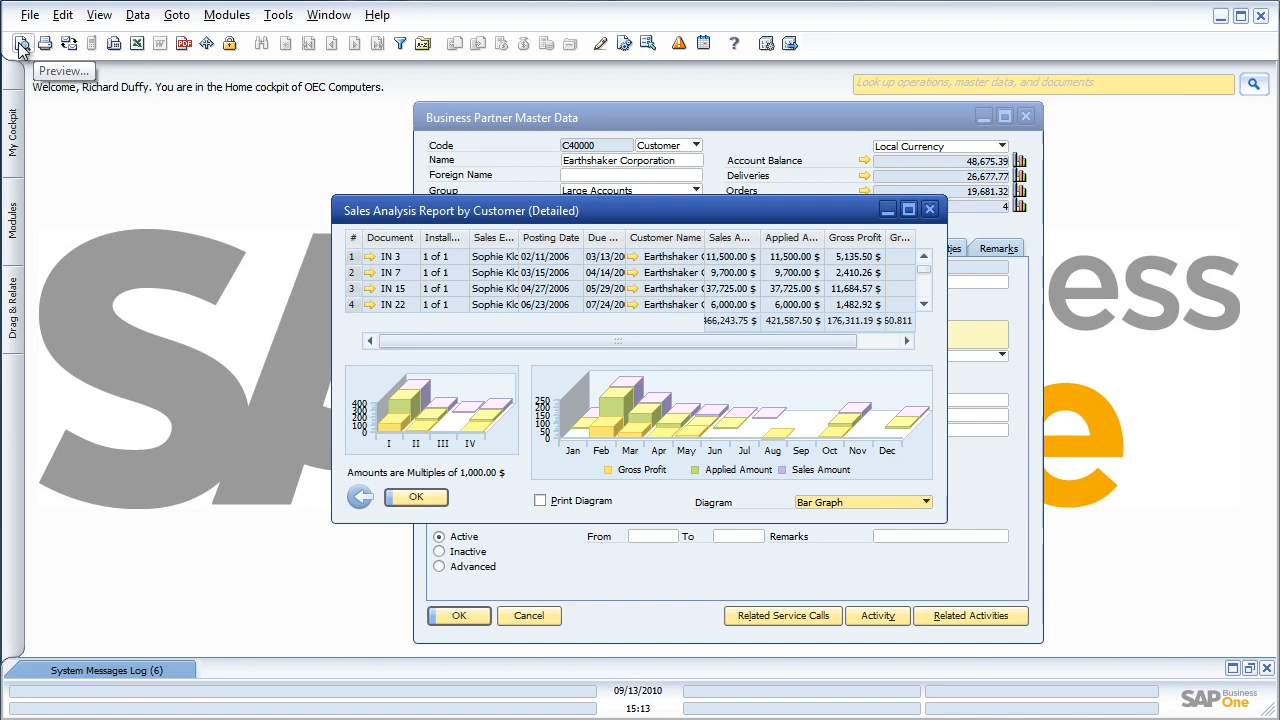 File Edit View Data Goto Modules Tools Window Help
Preview...
Welcome, Richard Duffy. You are in the Home
Look up operations, master data, and documents
My Cockpit
Modules
Drag & Relate
Business Partner Master Data
Code C40000 Customer Local Currency
Name Earthshaker Corporation Account Balance 48,675.39
Foreign Name Deliveries 26,677.77
Group Large Accounts Orders 19,681.32
4
Remarks
Sales Analysis Report by Customer (Detailed)
# Document Install... Sales E... Posting Date Due ... Customer Name Sales A... Applied A... Gross Profit Gr...
1 IN 3 1 of 1 Sophie Klo 02/11/2006 03/13/20 Earthshaker C 11,500.00 $ 11,500.00 $ 5,135.50 $
2 IN 7 1 of 1 Sophie Klo 03/15/2006 04/14/20 Earthshaker C 9,700.00 $ 9,700.00 $ 2,410.26 $
3 IN 15 1 of 1 Sophie Klo 04/27/2006 05/29/20 Earthshaker C 37,725.00 $ 37,725.00 $ 11,684.57 $
4 IN 22 1 of 1 Sophie Klo 06/23/2006 07/24/20 Earthshaker C 6,000.00 $ 6,000.00 $ 1,482.92 $
466,243.75 $ 421,587.50 $ 176,311.19 $ 60.811
400
300
200
100
0
I II III IV
250
200
150
100
50
0
Jan Feb Mar Apr May Jun Jul Aug Sep Oct Nov Dec
Gross Profit Applied Amount Sales Amount
Amounts are Multiples of 1,000.00 $
OK
Print Diagram
Diagram Bar Graph
Active From To Remarks
Inactive
Advanced
OK Cancel Related Service Calls Activity Related Activities
System Messages Log (6)
09/13/2010
15:13
SAP Business One